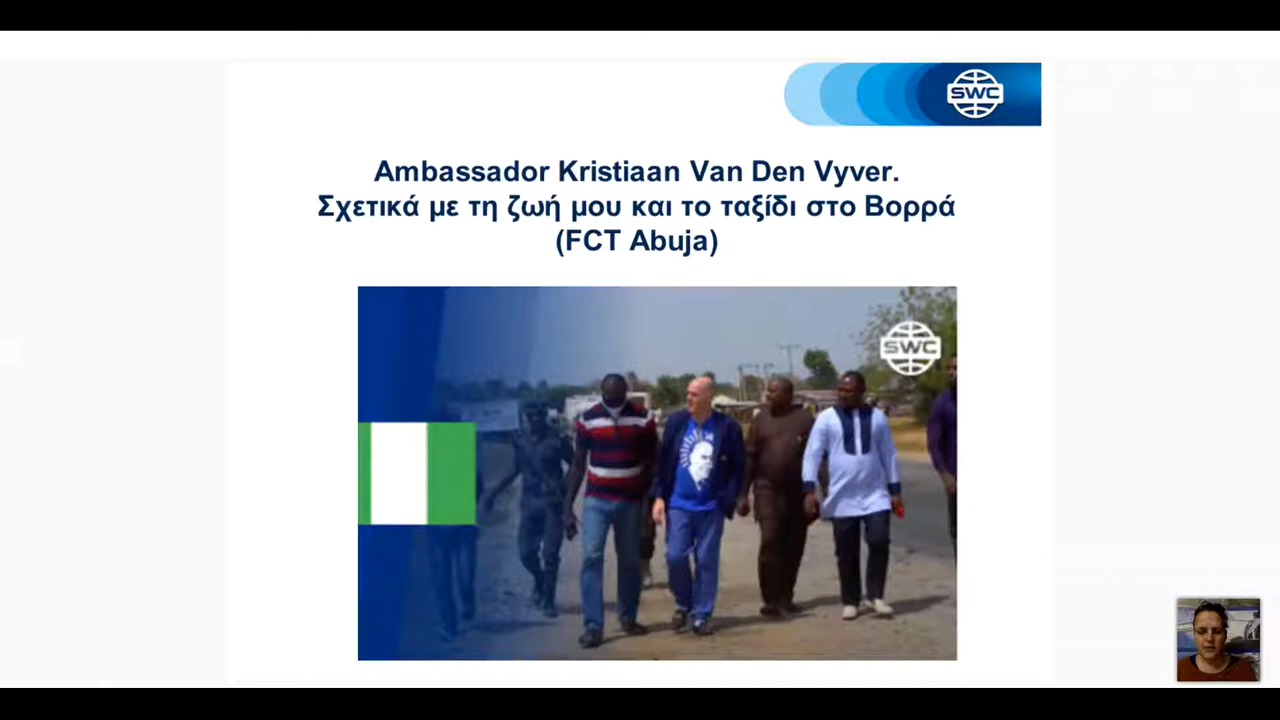 SWC
Ambassador Kristiaan Van Den Vyver.
Σχετικά με τη ζωή μου και το ταξίδι στο Βορρά
(FCT Abuja)
SWC